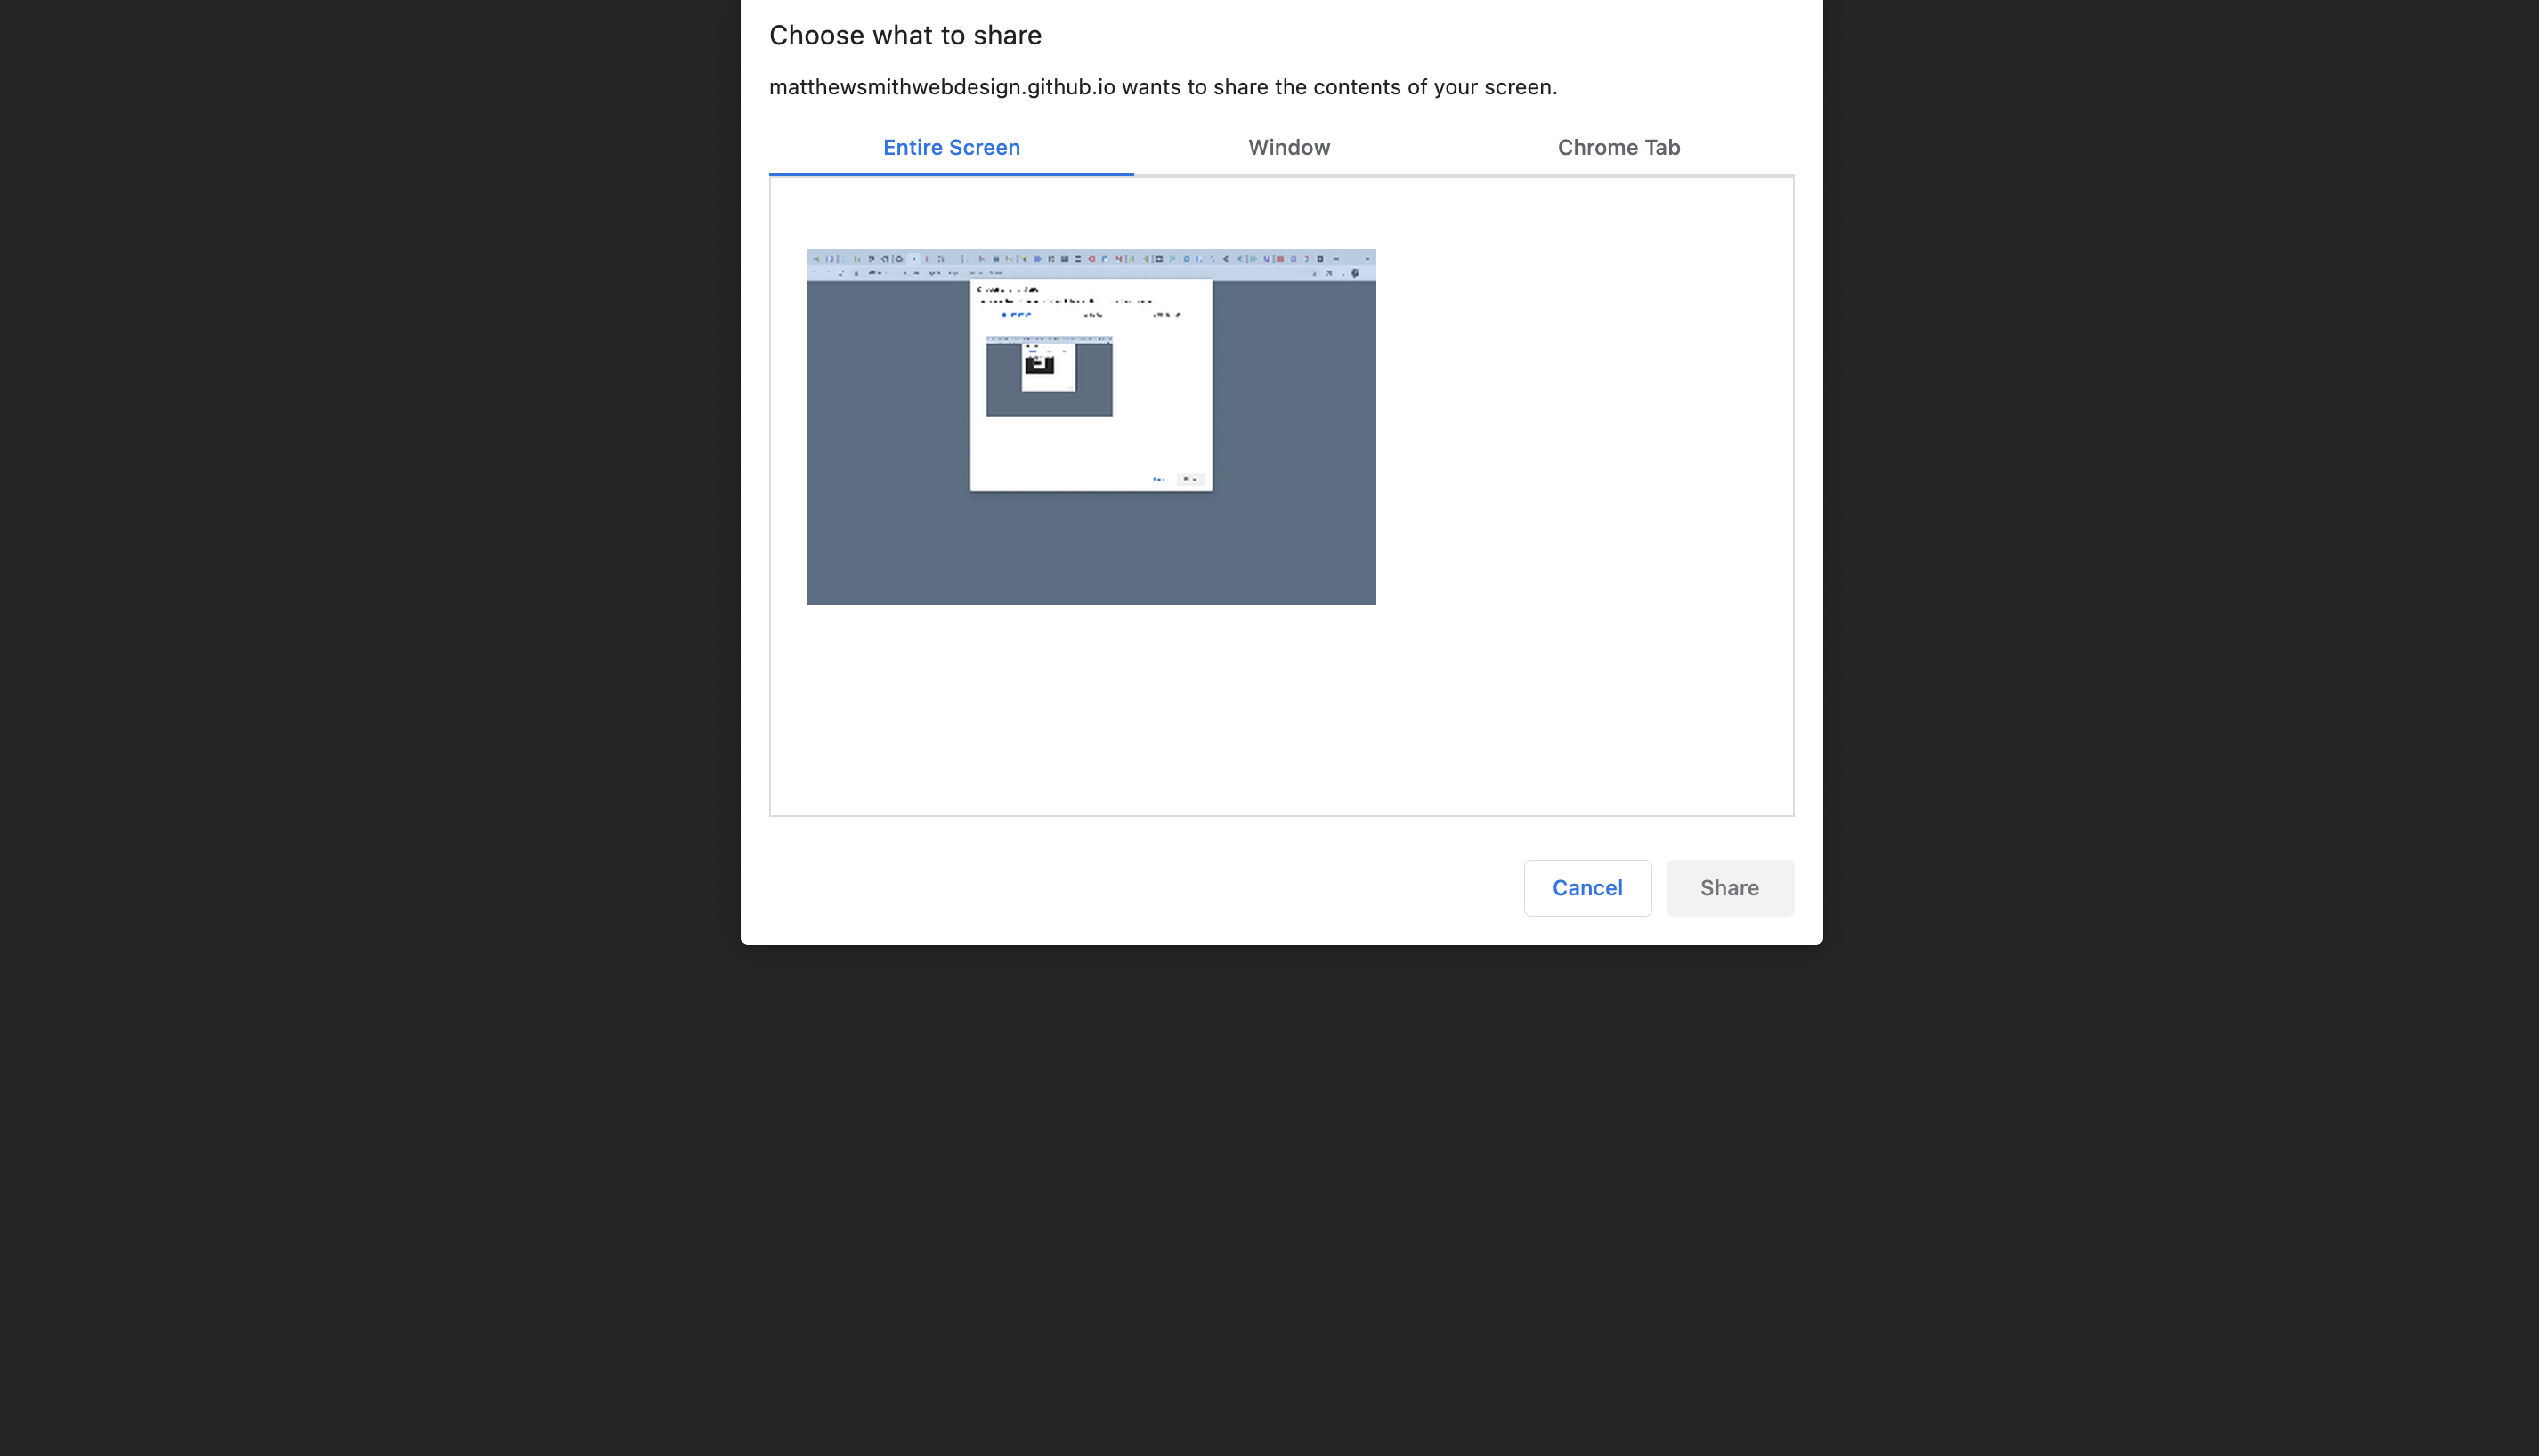 Choose what to share
matthewsmithwebdesign.github.io wants to share the contents of your screen.
Entire Screen
Window
Chrome Tab
Cancel
Share